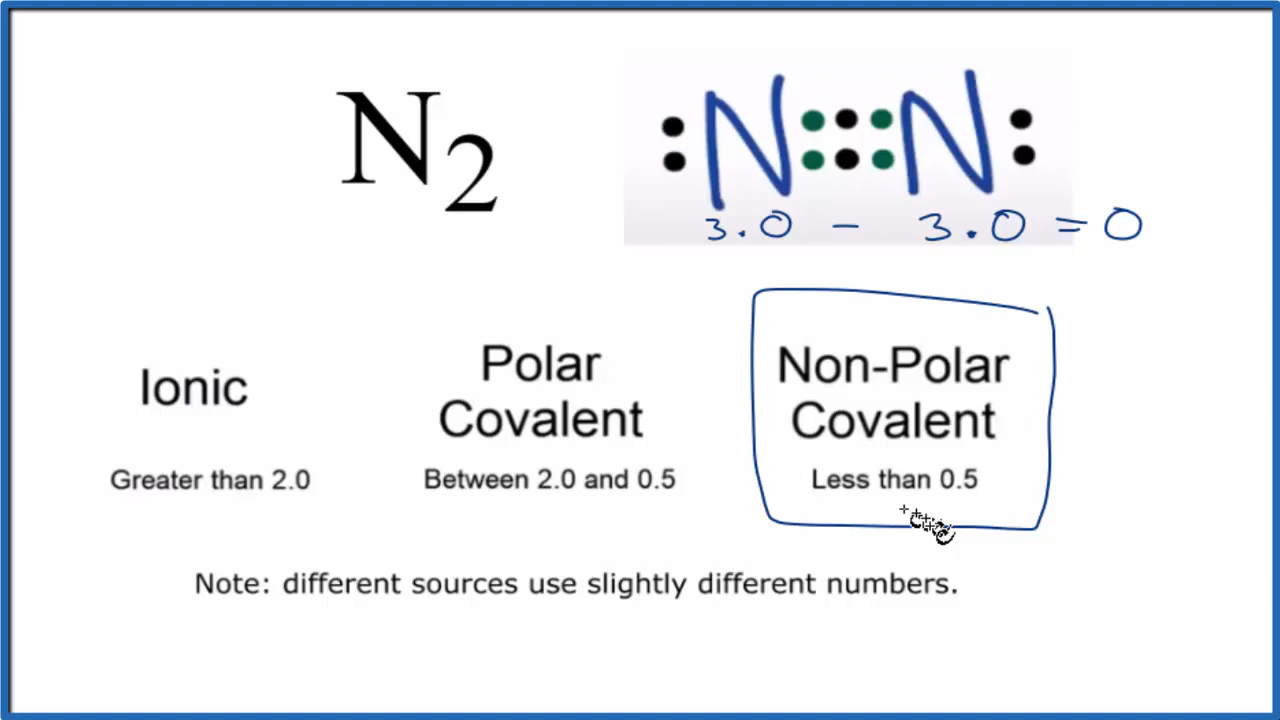 N2
:N:::N:
3.0 - 3.0 = 0
Ionic
Greater than 2.0
Polar
Covalent
Between 2.0 and 0.5
Non-Polar
Covalent
Less than 0.5
Note: different sources use slightly different numbers.